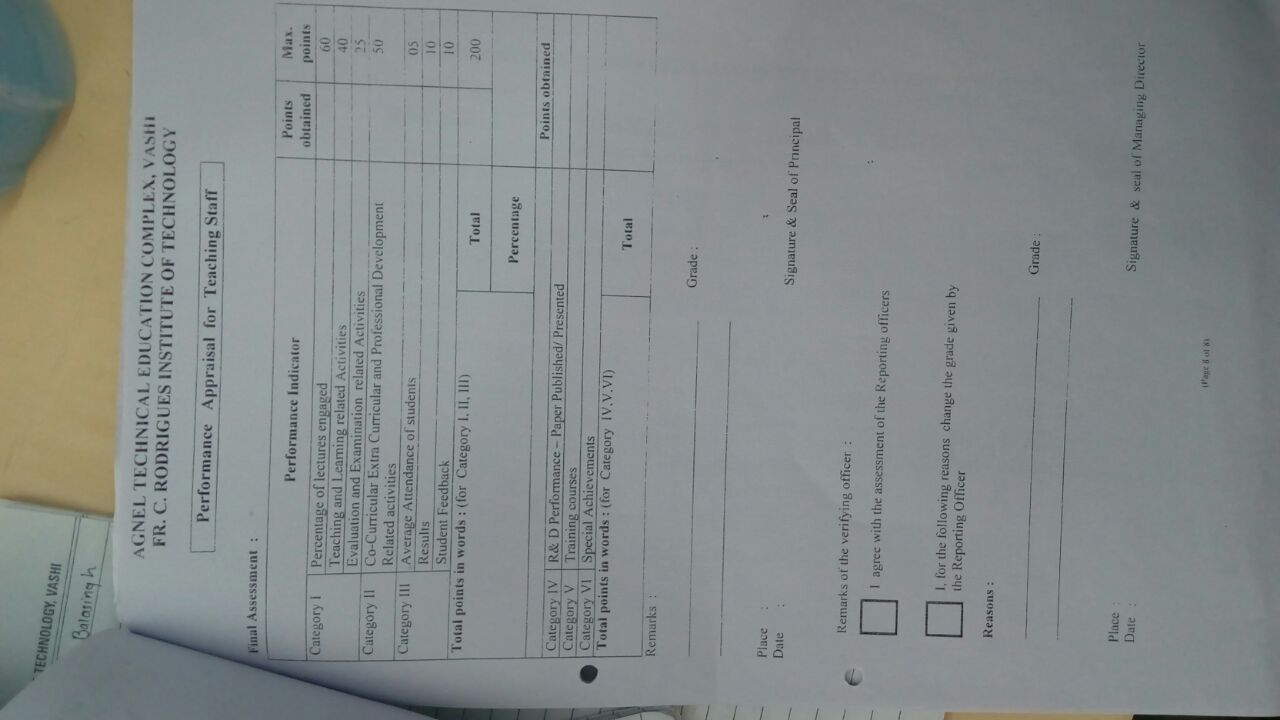 TECHNOLOGY, VASHI
Balasingh
AGNEL TECHNICAL EDUCATION COMPLEX, VASHI
FR. C. RODRIGUES INSTITUTE OF TECHNOLOGY
Performance Appraisal for Teaching Staff
Final Assessment :
Performance Indicator Points obtained Max. points
Category I Percentage of lectures engaged 60
Teaching and Learning related Activities 40
Evaluation and Examination related Activities 25
Category II Co-Curricular Extra Curricular and Professional Development 50
Related activities
Category III Average Attendance of students 05
Results 10
Student Feedback 10
Total points in words : (for Category I, II, III) Total 200
Percentage
Points obtained
Category IV R& D Performance – Paper Published/ Presented
Category V Training courses
Category VI Special Achievements
Total points in words : (for Category IV,V,VI) Total
Remarks :
Grade :
Place :
Date :
Signature & Seal of Principal
Remarks of the verifying officer :
I agree with the assessment of the Reporting officers
I, for the following reasons change the grade given by
the Reporting Officer
Reasons :
Grade :
Place :
Date :
Signature & seal of Managing Director
(Page 8 of 8)